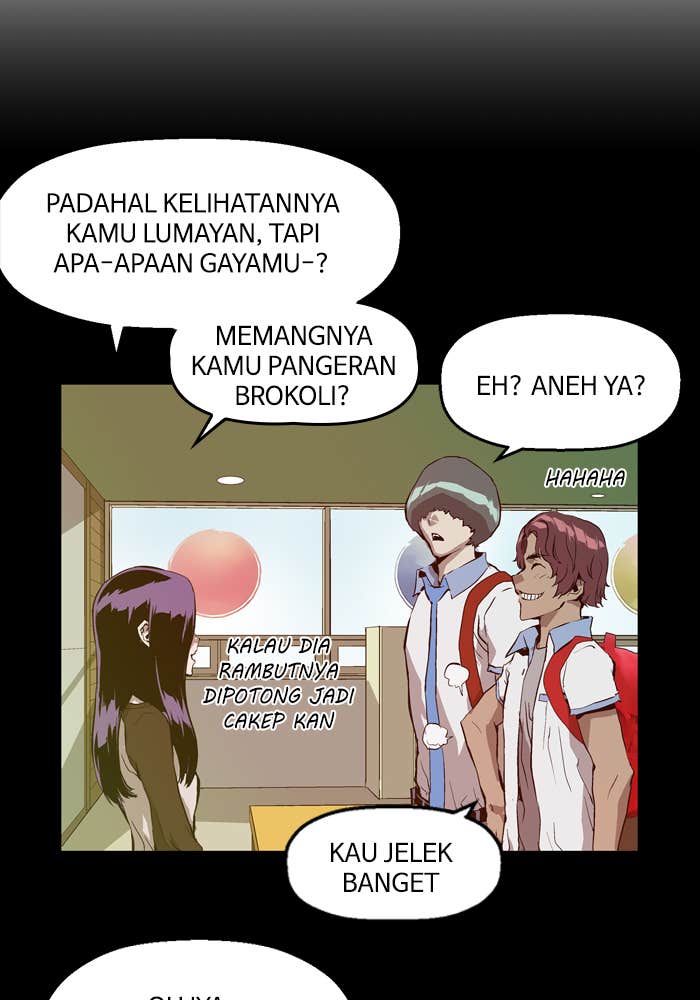 PADAHAL KELIHATANNYA
KAMU LUMAYAN, TAPI
APA-APAAN GAYAMU-?
MEMANGNYA
KAMU PANGERAN
BROKOLI?
EH? ANEH YA?
HAHAHA
KALAU DIA
RAMBUTNYA
DIPOTONG JADI
CAKEP KAN
KAU JELEK
BANGET